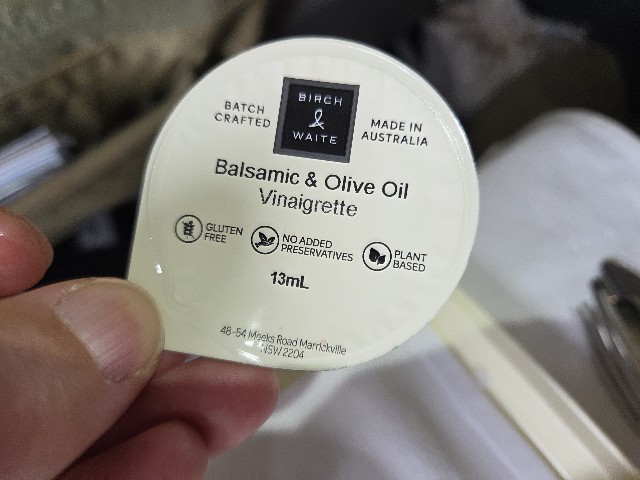 BIRCH
&
WAITE
BATCH
CRAFTED
MADE IN
AUSTRALIA
Balsamic & Olive Oil
Vinaigrette
GLUTEN
FREE
NO ADDED
PRESERVATIVES
PLANT
BASED
13mL
48-54 Meeks Road Marrickville
NSW 2204